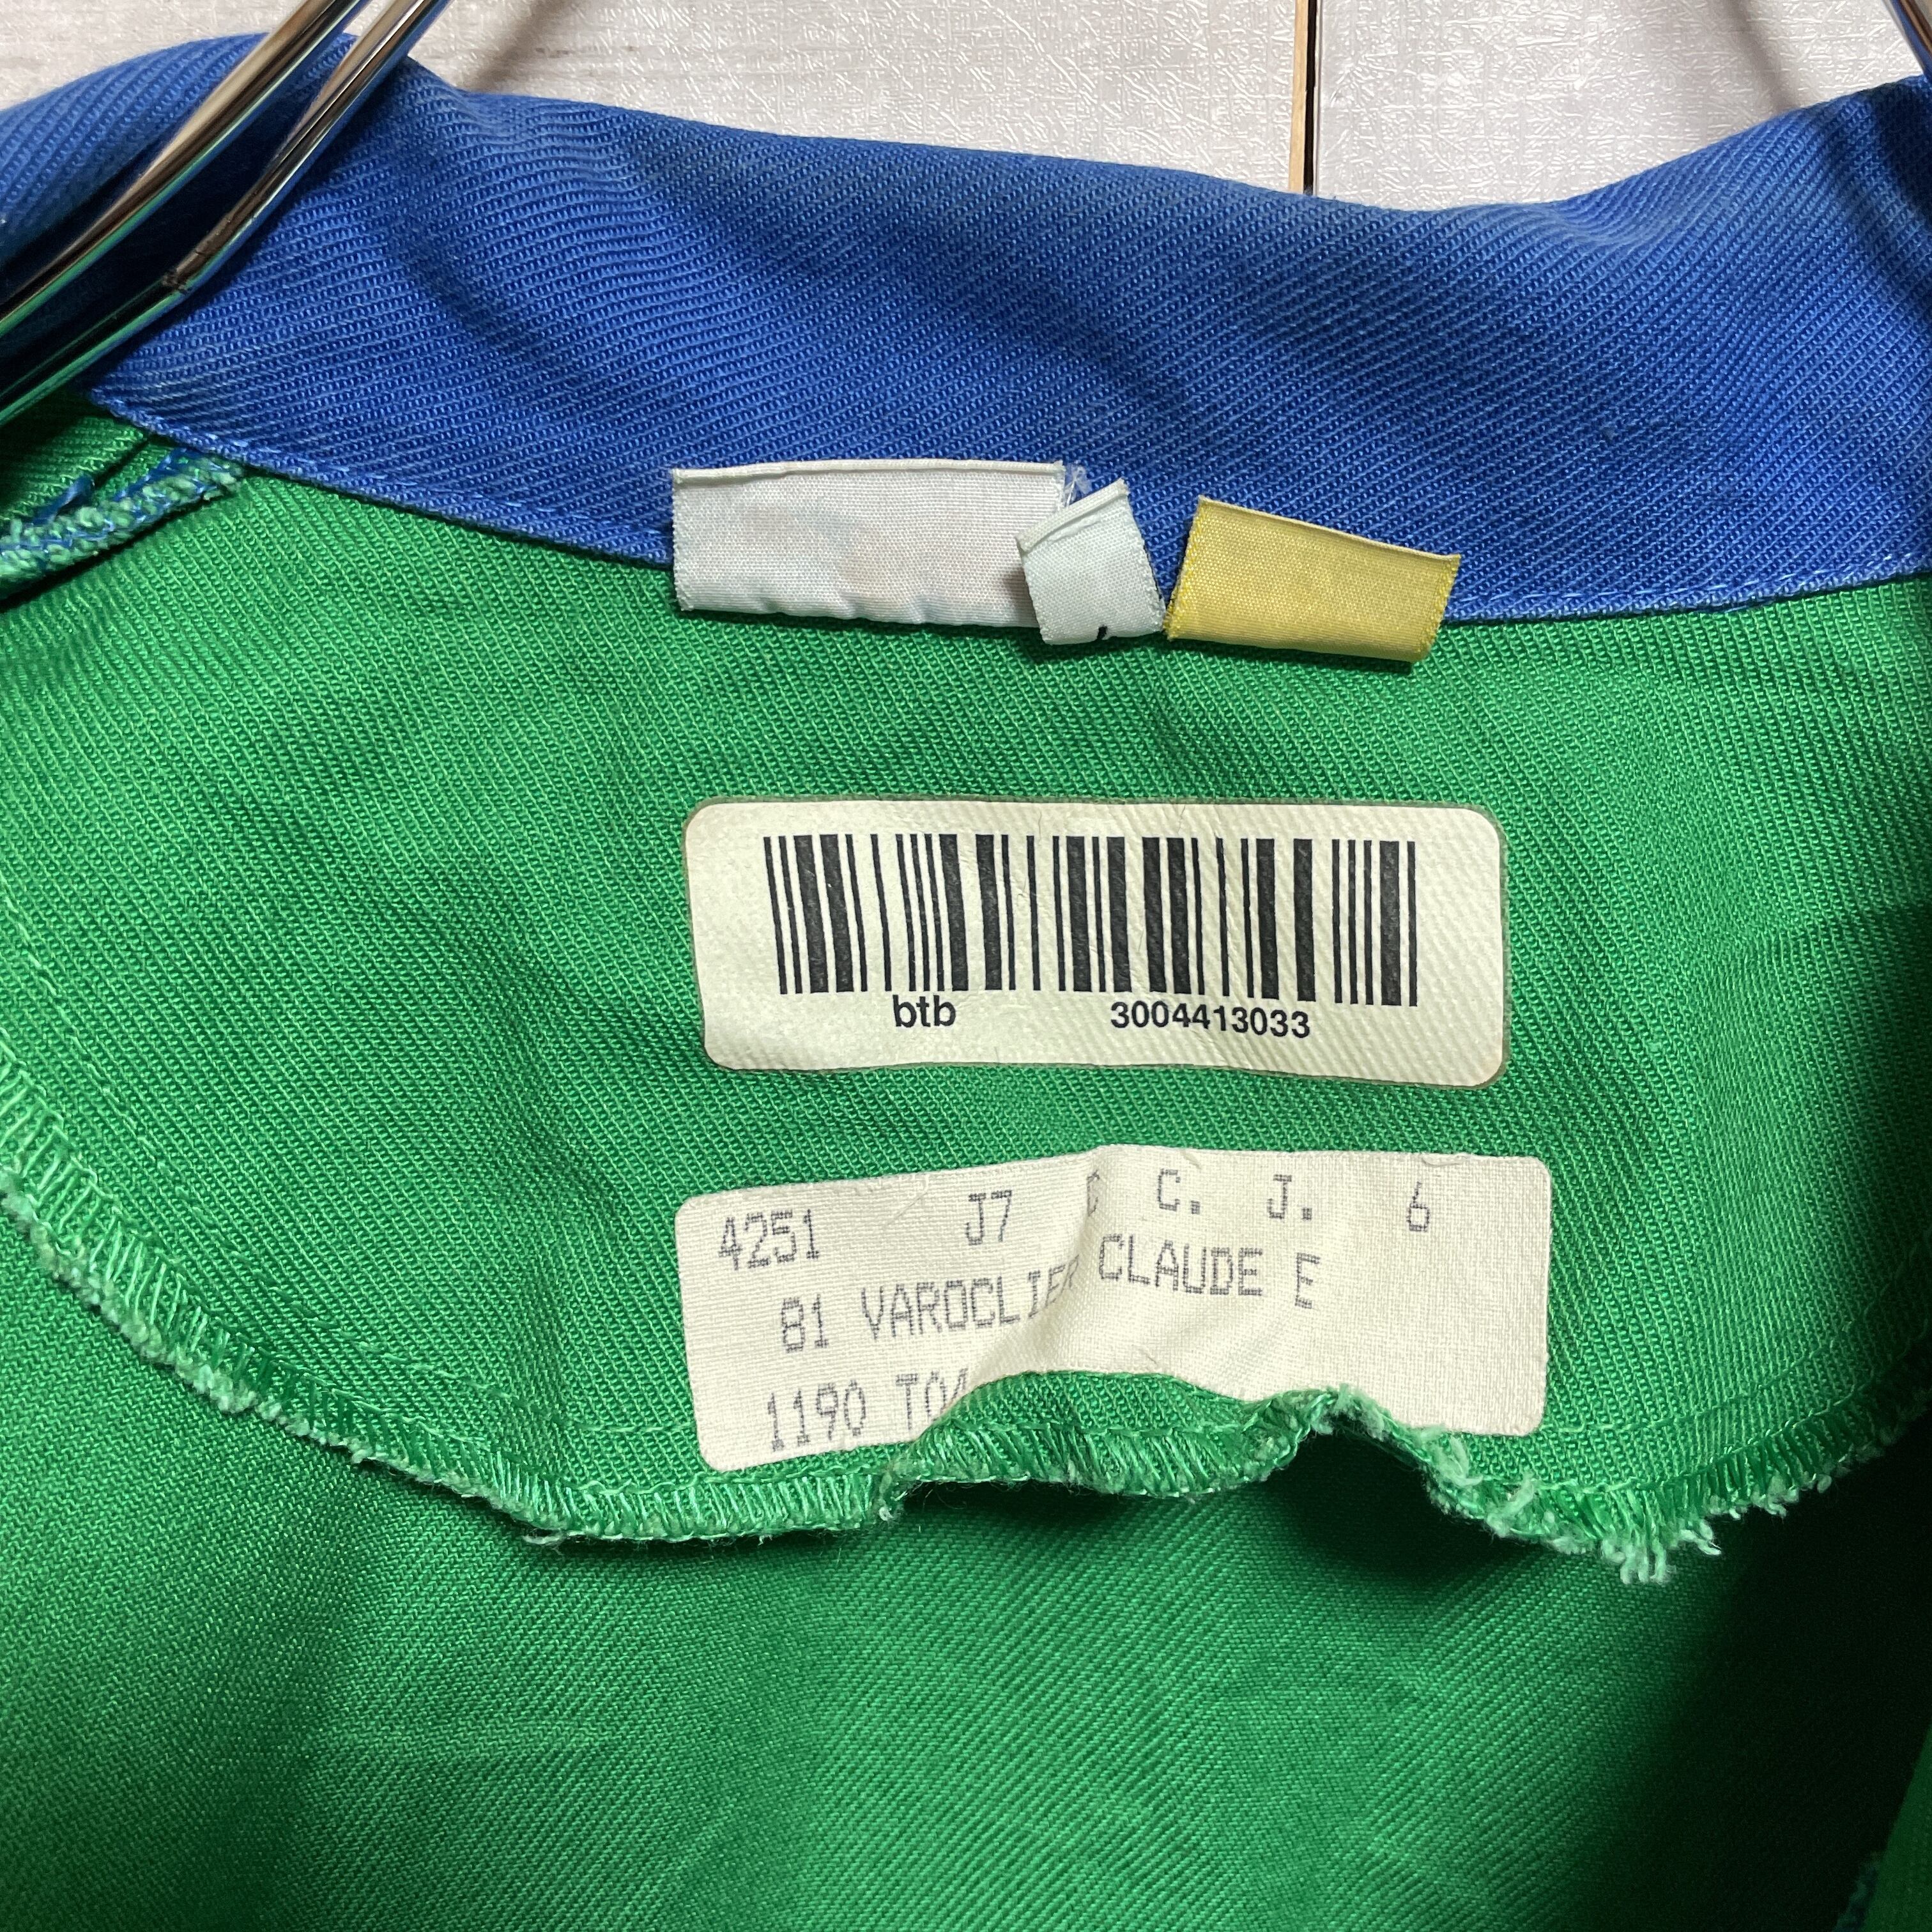 btb 3004413033
4251 J7 C C. J. 6
81 VAROCLIER CLAUDE E
1190